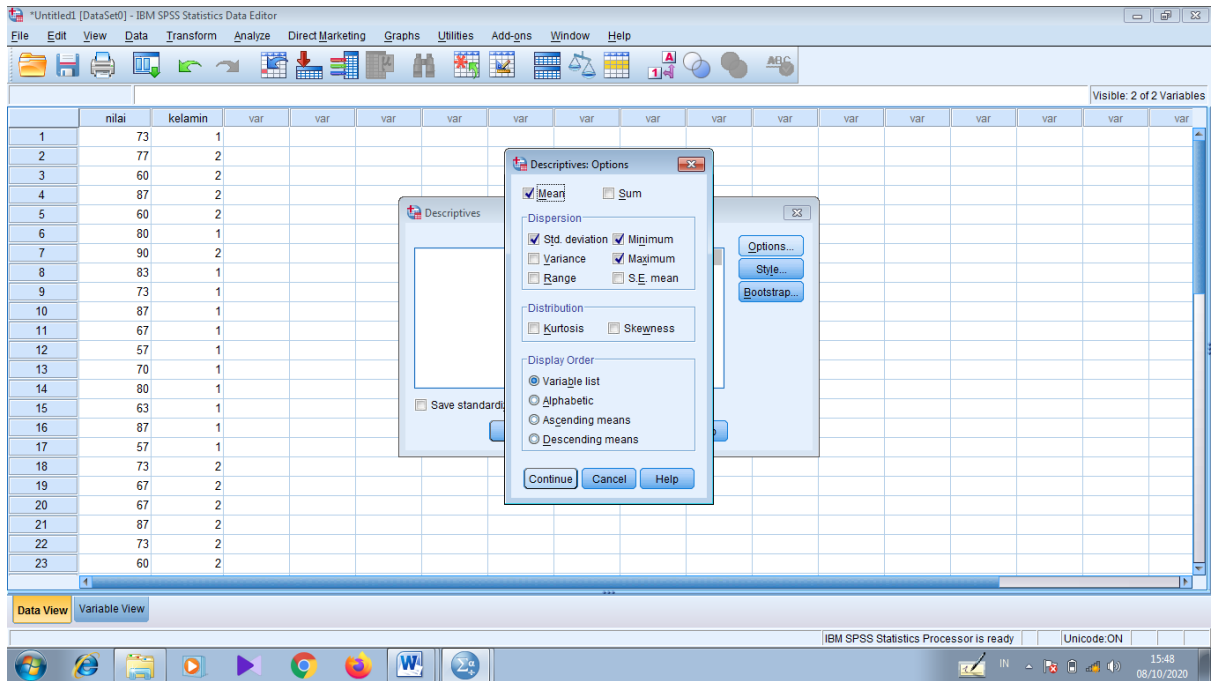 *Untitled1 [DataSet0] - IBM SPSS Statistics Data Editor
File Edit View Data Transform Analyze Direct Marketing Graphs Utilities Add-ons Window Help
Visible: 2 of 2 Variables
nilai kelamin var var var var var var var var var var var var var var
1 73 1
2 77 2
3 60 2
4 87 2
5 60 2
6 80 1
7 90 2
8 83 1
9 73 1
10 87 1
11 67 1
12 57 1
13 70 1
14 80 1
15 63 1
16 87 1
17 57 1
18 73 2
19 67 2
20 67 2
21 87 2
22 73 2
23 60 2
Descriptives
Options...
Style...
Bootstrap...
Save standardi
Descriptives: Options
Mean Sum
Dispersion
Std. deviation Minimum
Variance Maximum
Range S.E. mean
Distribution
Kurtosis Skewness
Display Order
Variable list
Alphabetic
Ascending means
Descending means
Continue Cancel Help
Data View Variable View
IBM SPSS Statistics Processor is ready Unicode:ON
IN 15:48
08/10/2020